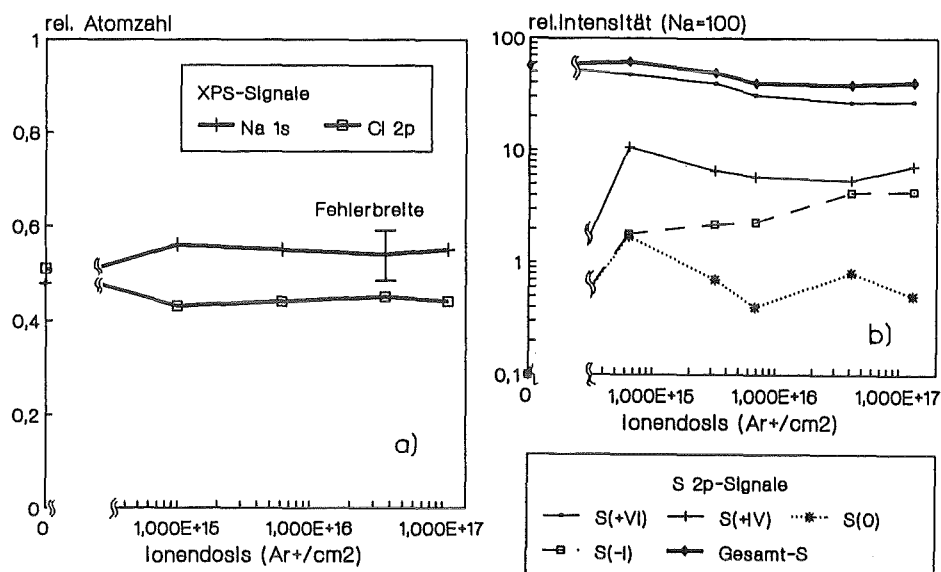 rel. Atomzahl
1
0,8
0,6
0,4
0,2
0
XPS-Signale
Na 1s
Cl 2p
Fehlerbreite
a)
0
1,000E+15
1,000E+16
1,000E+17
Ionendosis (Ar+/cm2)
rel.Intensität (Na=100)
100
10
1
0,1
b)
0
1,000E+15
1,000E+16
1,000E+17
Ionendosis (Ar+/cm2)
S 2p-Signale
S(+VI)
S(+IV)
S(0)
S(-I)
Gesamt-S